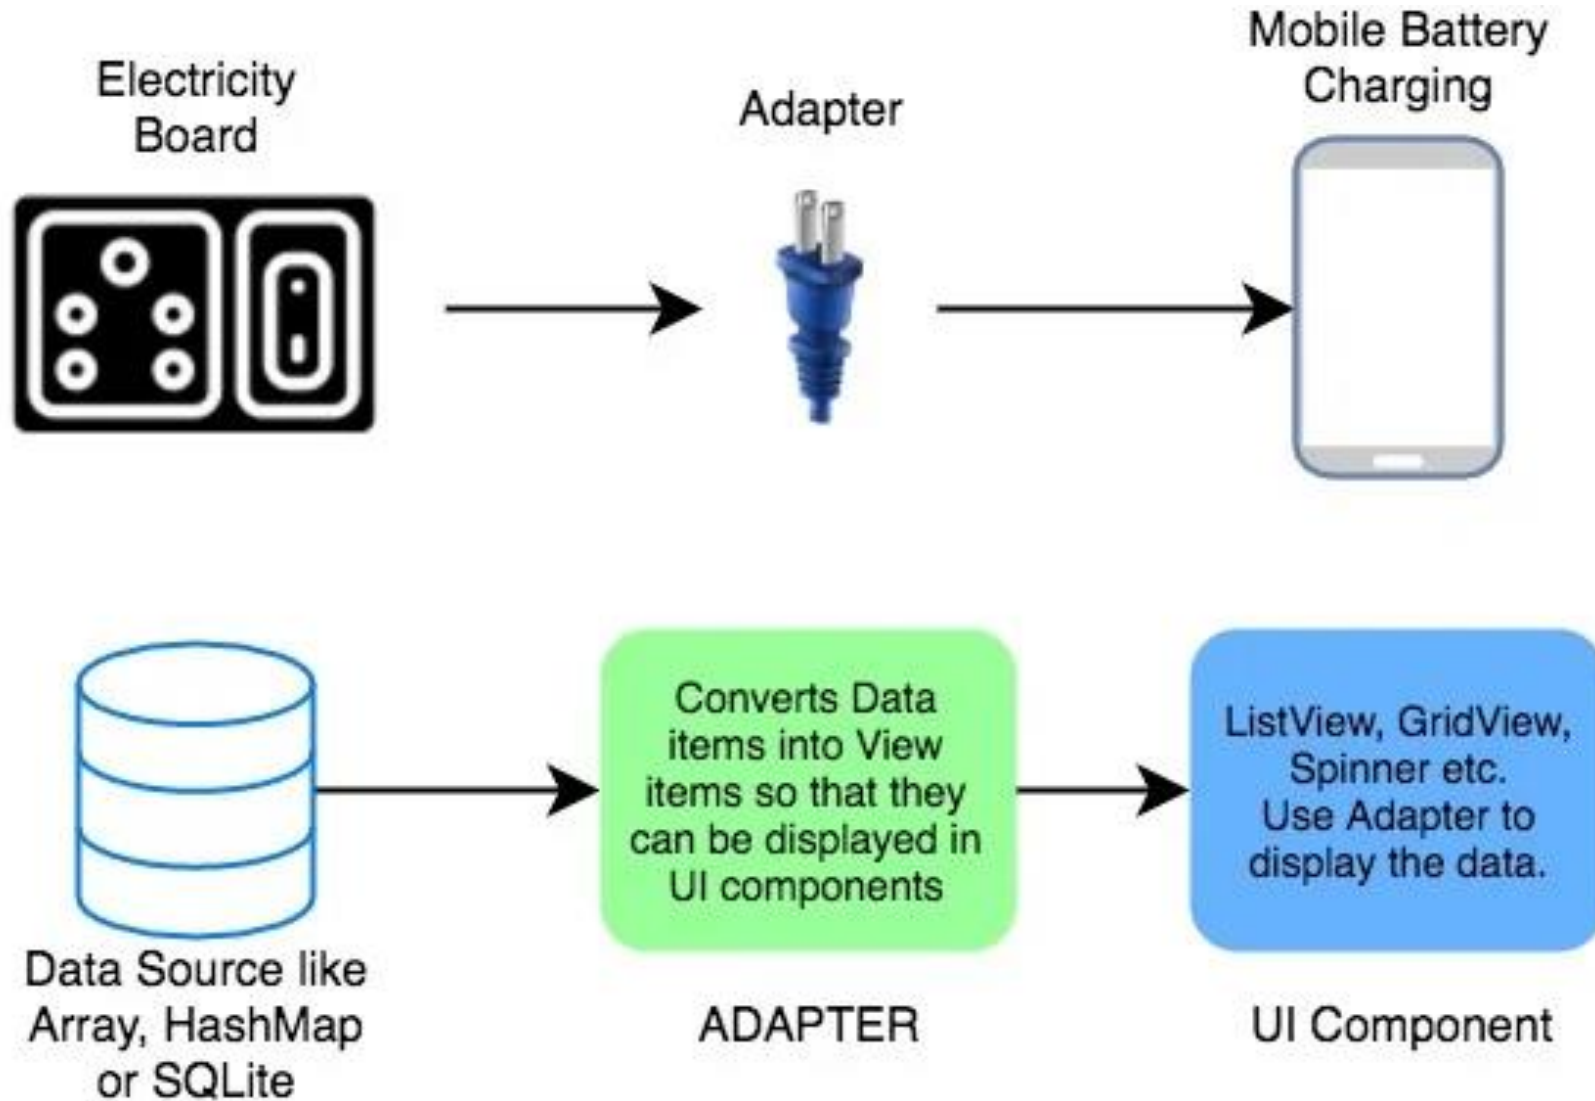 Electricity
Board
Adapter
Mobile Battery
Charging
Converts Data
items into View
items so that they
can be displayed in
UI components
ListView, GridView,
Spinner etc.
Use Adapter to
display the data.
Data Source like
Array, HashMap
or SQLite
ADAPTER
UI Component